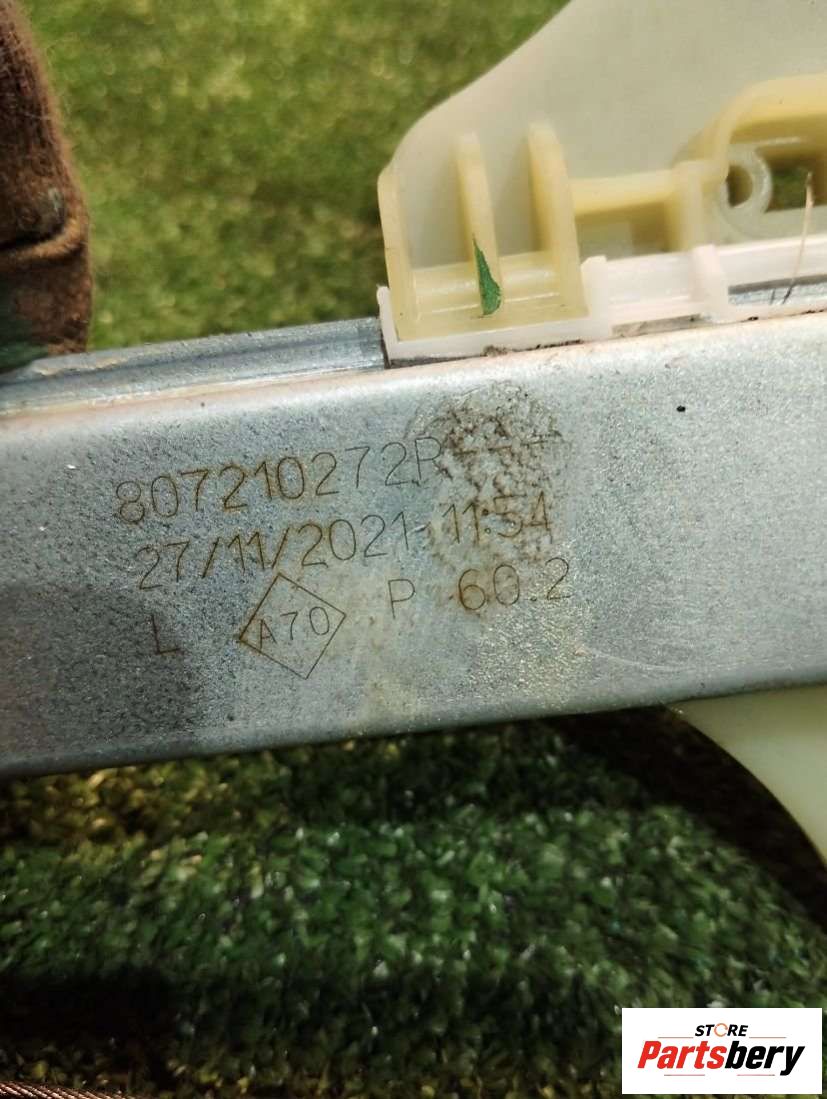 807210272R---
27/11/2021-11:54
L A70 P 60.2
STORE
Partsbery